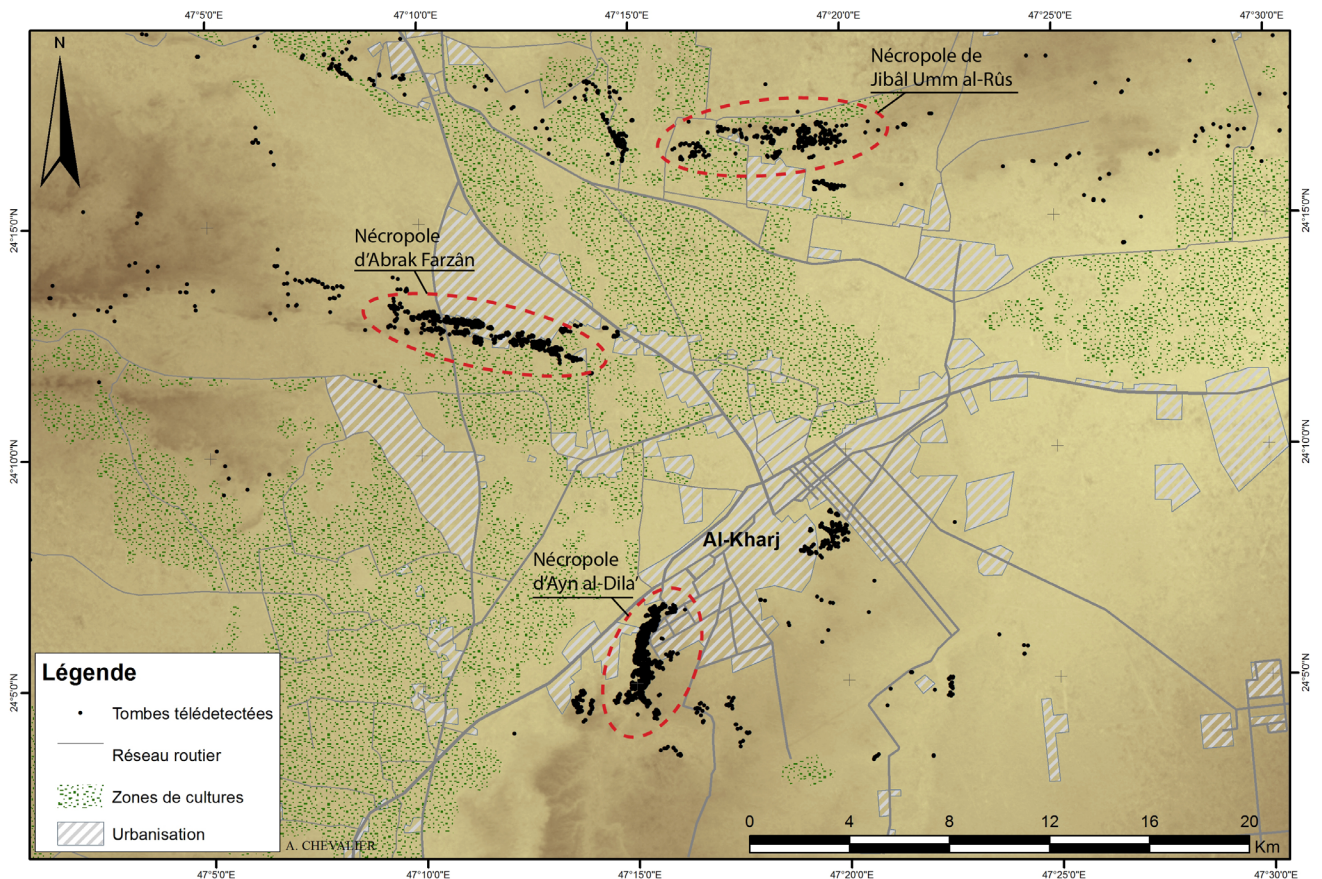 47°5'0"E
47°10'0"E
47°15'0"E
47°20'0"E
47°25'0"E
47°30'0"E
N
Nécropole de
Jibâl Umm al-Rûs
24°15'0"N
24°15'0"N
Nécropole
d'Abrak Farzân
24°10'0"N
24°10'0"N
Al-Kharj
Nécropole
d'Ayn al-Dila'
24°5'0"N
24°5'0"N
Légende
Tombes télédetectées
Réseau routier
Zones de cultures
Urbanisation
A. CHEVALIER
0 4 8 12 16 20
Km
47°5'0"E
47°10'0"E
47°15'0"E
47°20'0"E
47°25'0"E
47°30'0"E